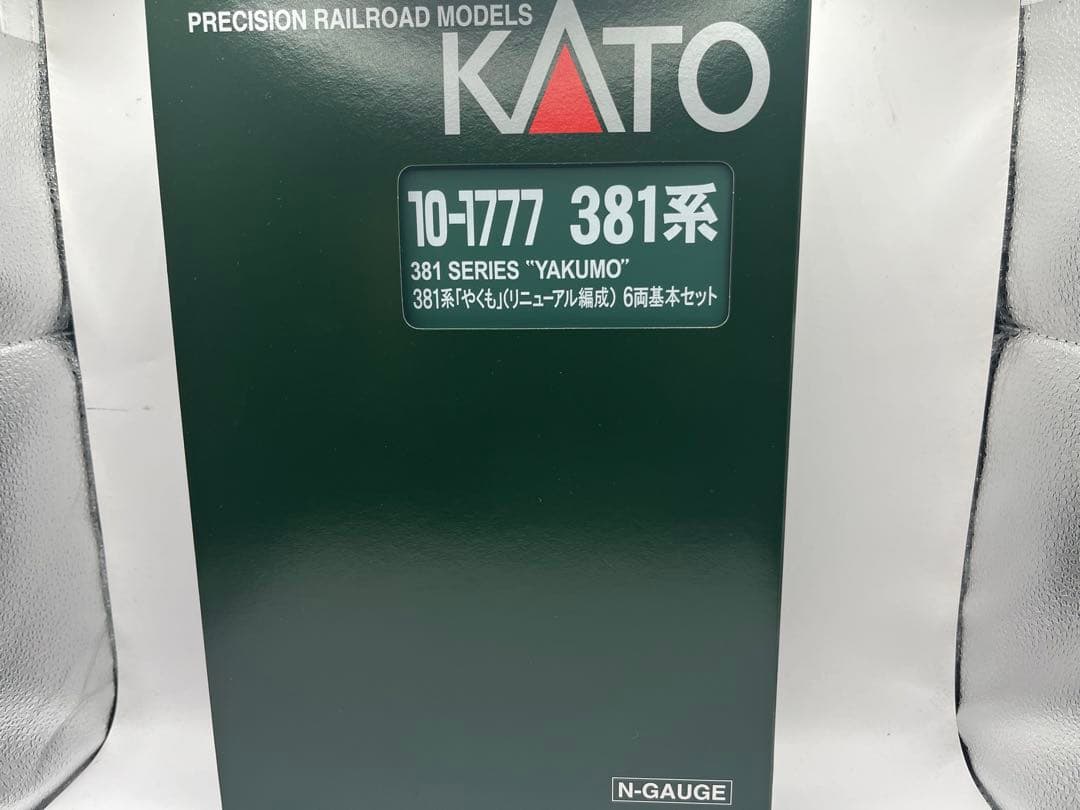 PRECISION RAILROAD MODELS
KATO
10-1777 381系
381 SERIES "YAKUMO"
381系「やくも」(リニューアル編成) 6両基本セット
N-GAUGE